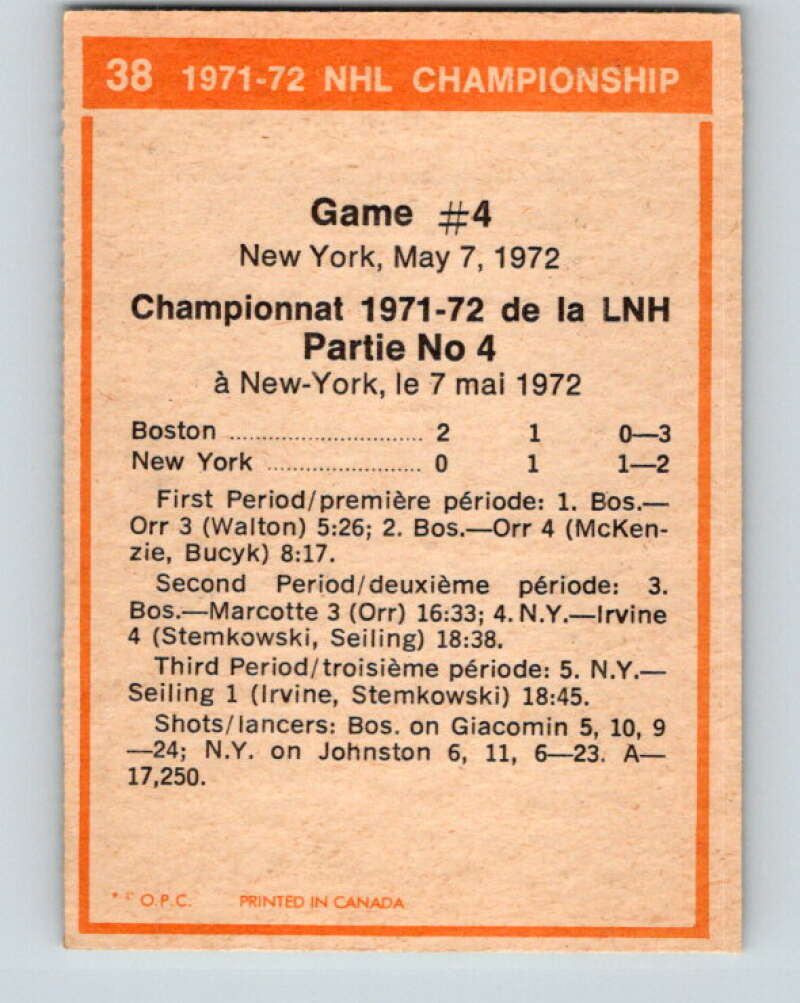 38 1971-72 NHL CHAMPIONSHIP
Game #4
New York, May 7, 1972
Championnat 1971-72 de la LNH
Partie No 4
à New-York, le 7 mai 1972
Boston ............................ 2 1 0—3
New York ...................... 0 1 1—2
First Period/première période: 1. Bos.—
Orr 3 (Walton) 5:26; 2. Bos.—Orr 4 (McKen-
zie, Bucyk) 8:17.
Second Period/deuxième période: 3.
Bos.—Marcotte 3 (Orr) 16:33; 4. N.Y.—Irvine
4 (Stemkowski, Seiling) 18:38.
Third Period/troisième période: 5. N.Y.—
Seiling 1 (Irvine, Stemkowski) 18:45.
Shots/lancers: Bos. on Giacomin 5, 10, 9
—24; N.Y. on Johnston 6, 11, 6—23. A—
17,250.
O.P.C. PRINTED IN CANADA